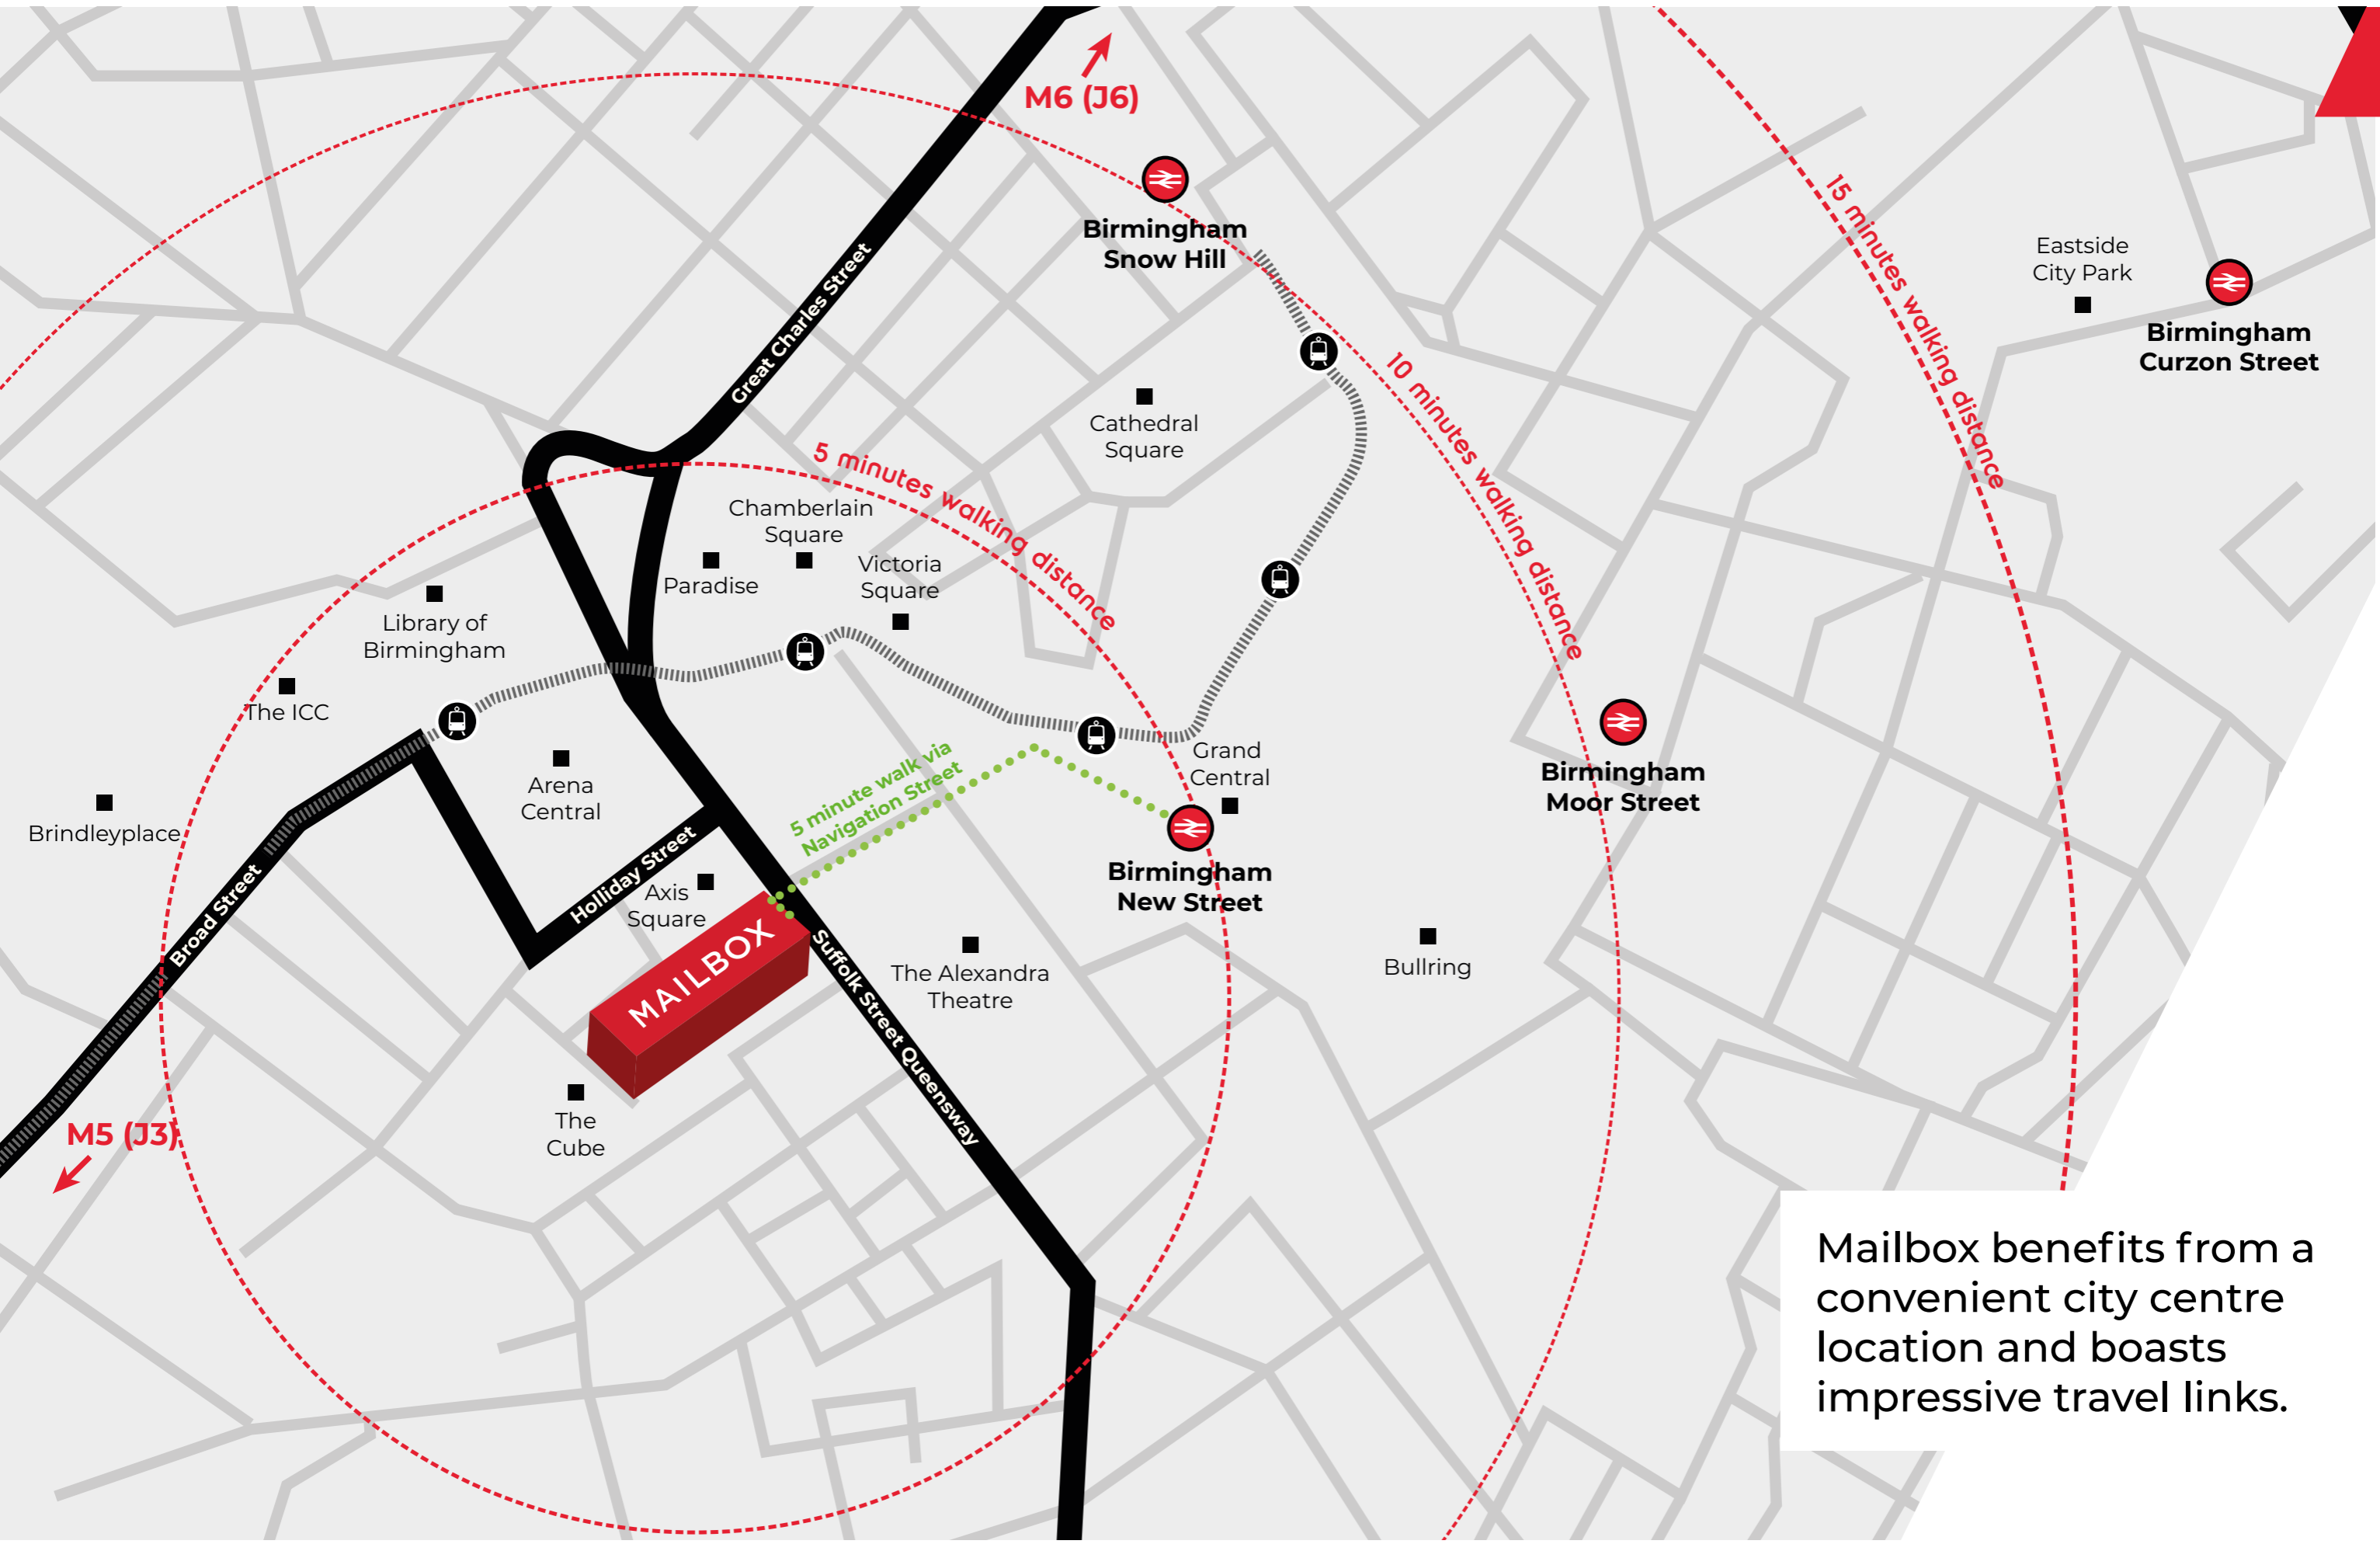 M6 (J6)
Birmingham
Snow Hill
15 minutes walking distance
Eastside
City Park
Birmingham
Curzon Street
Great Charles Street
10 minutes walking distance
Cathedral
Square
5 minutes walking distance
Chamberlain
Square
Paradise
Victoria
Square
Library of
Birmingham
The ICC
Arena
Central
Brindleyplace
5 minute walk via
Navigation Street
Grand
Central
Birmingham
Moor Street
Birmingham
New Street
Holliday Street
Broad Street
Axis
Square
MAILBOX
Suffolk Street Queensway
The Alexandra
Theatre
Bullring
The
Cube
M5 (J3)
Mailbox benefits from a
convenient city centre
location and boasts
impressive travel links.